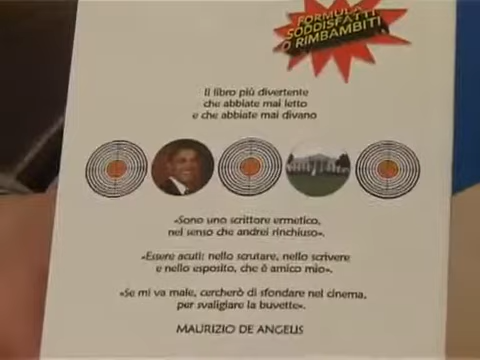 FORMULA
SODDISFATTI
O RIMBAMBITI
Il libro più divertente
che abbiate mai letto
e che abbiate mai divano
«Sono uno scrittore ermetico,
nel senso che andrei rinchiuso».
«Essere acuti: nello scrutare, nello scrivere
e nello esposito, che è amico mio».
«Se mi va male, cercherò di sfondare nel cinema,
per svaligiare la buvette».
MAURIZIO DE ANGELIS